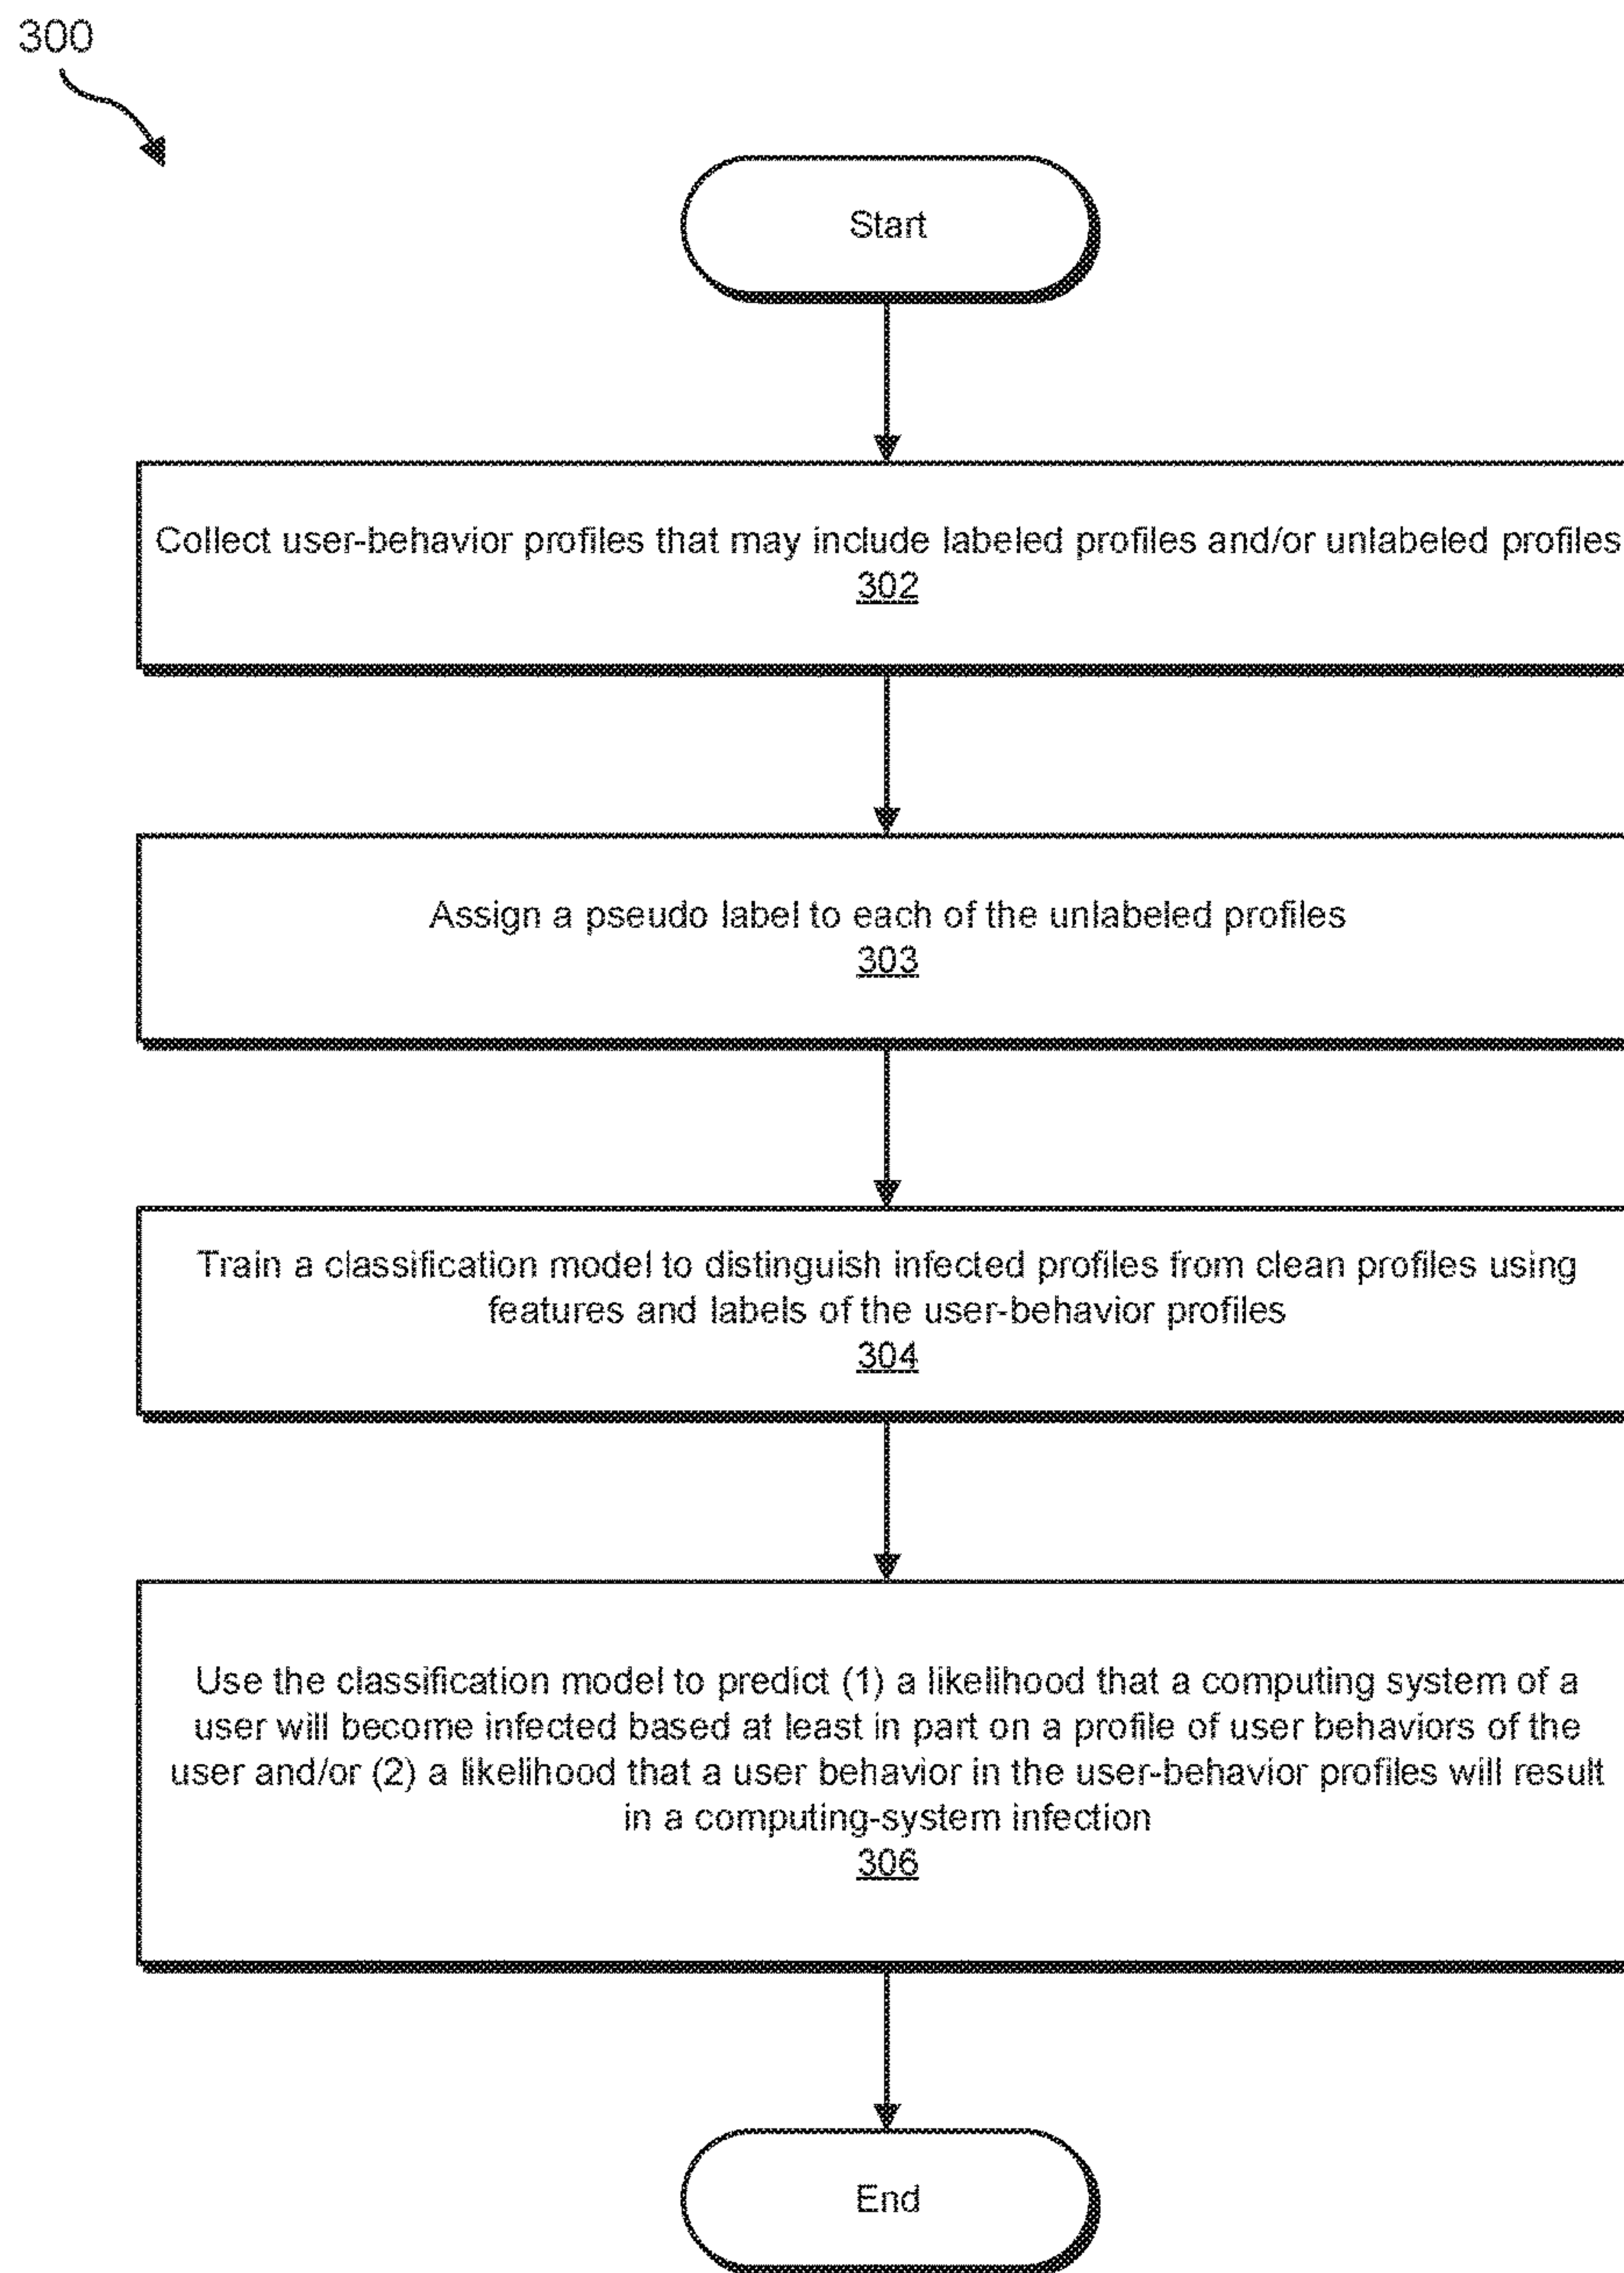 300
Start
Collect user-behavior profiles that may include labeled profiles and/or unlabeled profiles
302
Assign a pseudo label to each of the unlabeled profiles
303
Train a classification model to distinguish infected profiles from clean profiles using
features and labels of the user-behavior profiles
304
Use the classification model to predict (1) a likelihood that a computing system of a
user will become infected based at least in part on a profile of user behaviors of the
user and/or (2) a likelihood that a user behavior in the user-behavior profiles will result
in a computing-system infection
306
End